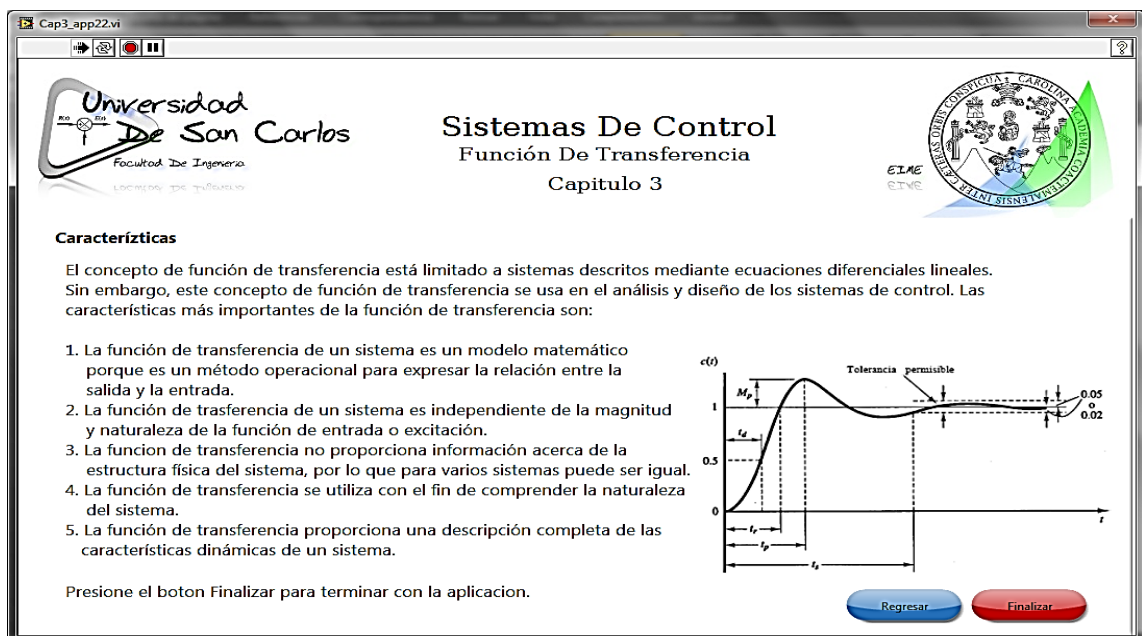 Cap3_app22.vi
Universidad
De San Carlos
Facultad De Ingenería
R(s)
E(s)
Sistemas De Control
Función De Transferencia
Capitulo 3
EIME
CAETERAS ORBIS CONSPICUA CAROLINA ACADEMIA COACTEMALENSIS INTER
Caracterízticas
El concepto de función de transferencia está limitado a sistemas descritos mediante ecuaciones diferenciales lineales.
Sin embargo, este concepto de función de transferencia se usa en el análisis y diseño de los sistemas de control. Las
características más importantes de la función de transferencia son:
1. La función de transferencia de un sistema es un modelo matemático
porque es un método operacional para expresar la relación entre la
salida y la entrada.
2. La función de trasferencia de un sistema es independiente de la magnitud
y naturaleza de la función de entrada o excitación.
3. La funcion de transferencia no proporciona información acerca de la
estructura física del sistema, por lo que para varios sistemas puede ser igual.
4. La función de transferencia se utiliza con el fin de comprender la naturaleza
del sistema.
5. La función de transferencia proporciona una descripción completa de las
características dinámicas de un sistema.
c(t)
Tolerancia permisible
Mp
0.05
o
0.02
1
td
0.5
0
t
tr
tp
ts
Presione el boton Finalizar para terminar con la aplicacion.
Regresar
Finalizar